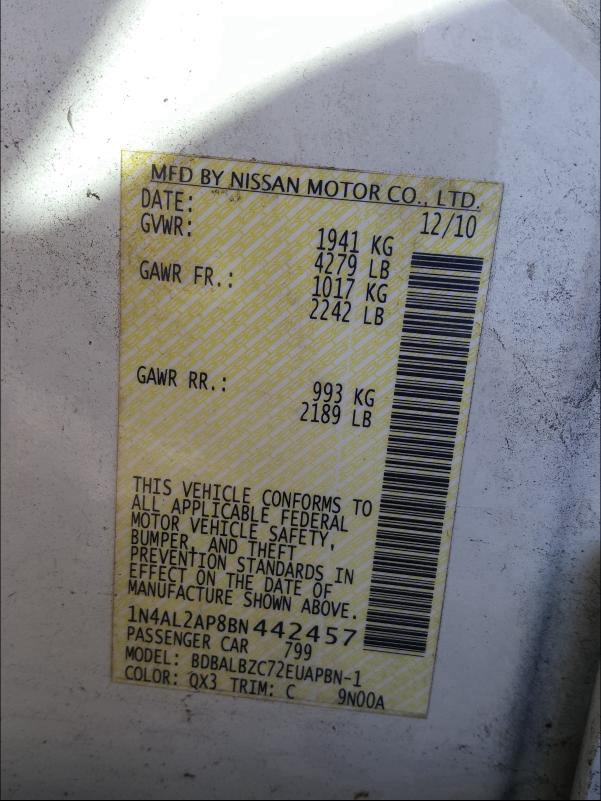 MFD BY NISSAN MOTOR CO., LTD.
DATE: 12/10
GVWR: 1941 KG
4279 LB
GAWR FR.: 1017 KG
2242 LB
GAWR RR.: 993 KG
2189 LB
THIS VEHICLE CONFORMS TO
ALL APPLICABLE FEDERAL
MOTOR VEHICLE SAFETY,
BUMPER, AND THEFT
PREVENTION STANDARDS IN
EFFECT ON THE DATE OF
MANUFACTURE SHOWN ABOVE.
1N4AL2AP8BN442457
PASSENGER CAR 799
MODEL: BDBALBZC72EUAPBN-1
COLOR: QX3 TRIM: C 9N00A